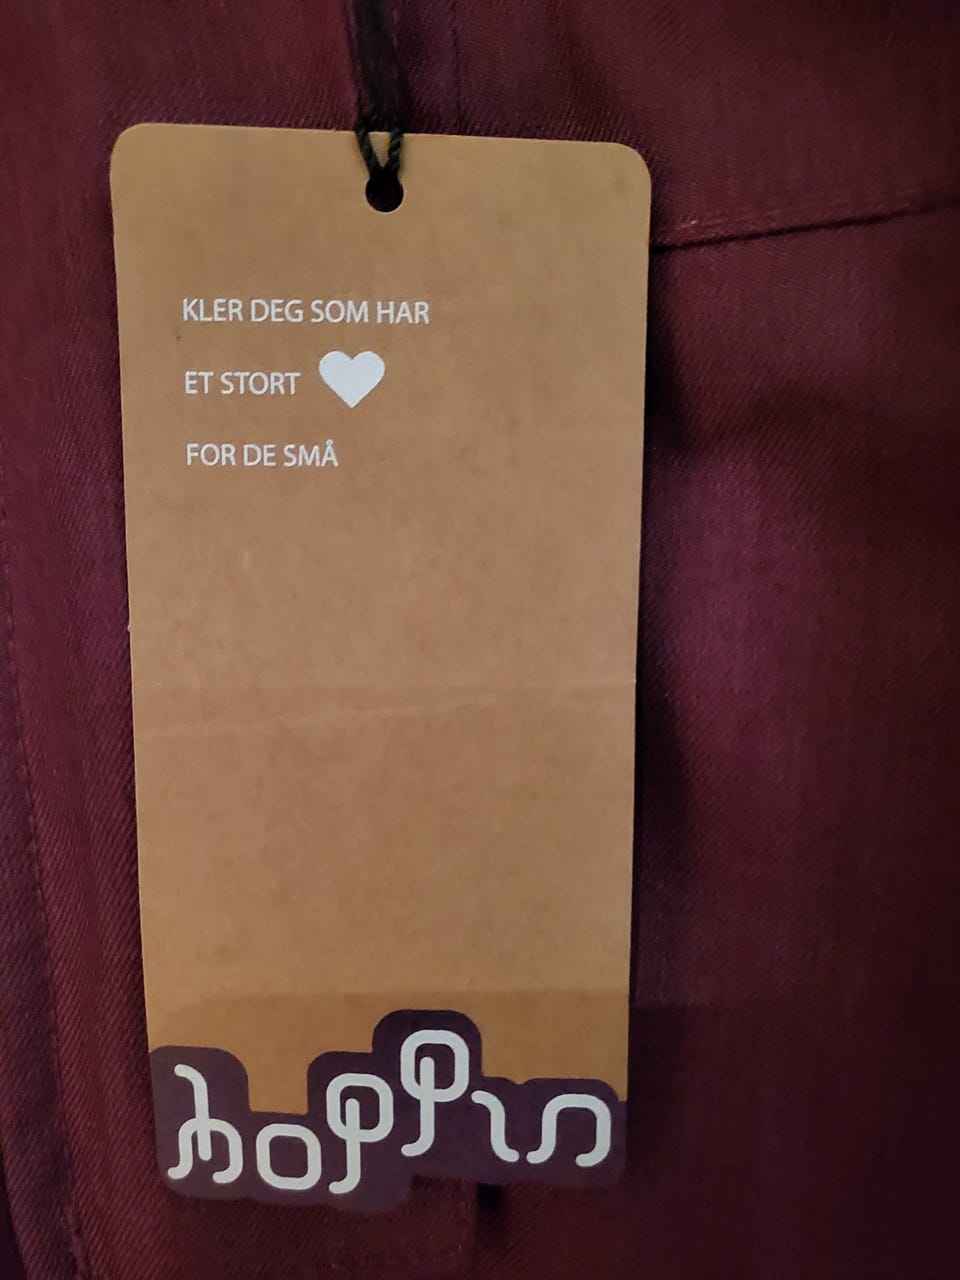 KLER DEG SOM HAR
ET STORT
FOR DE SMÅ
hoppin